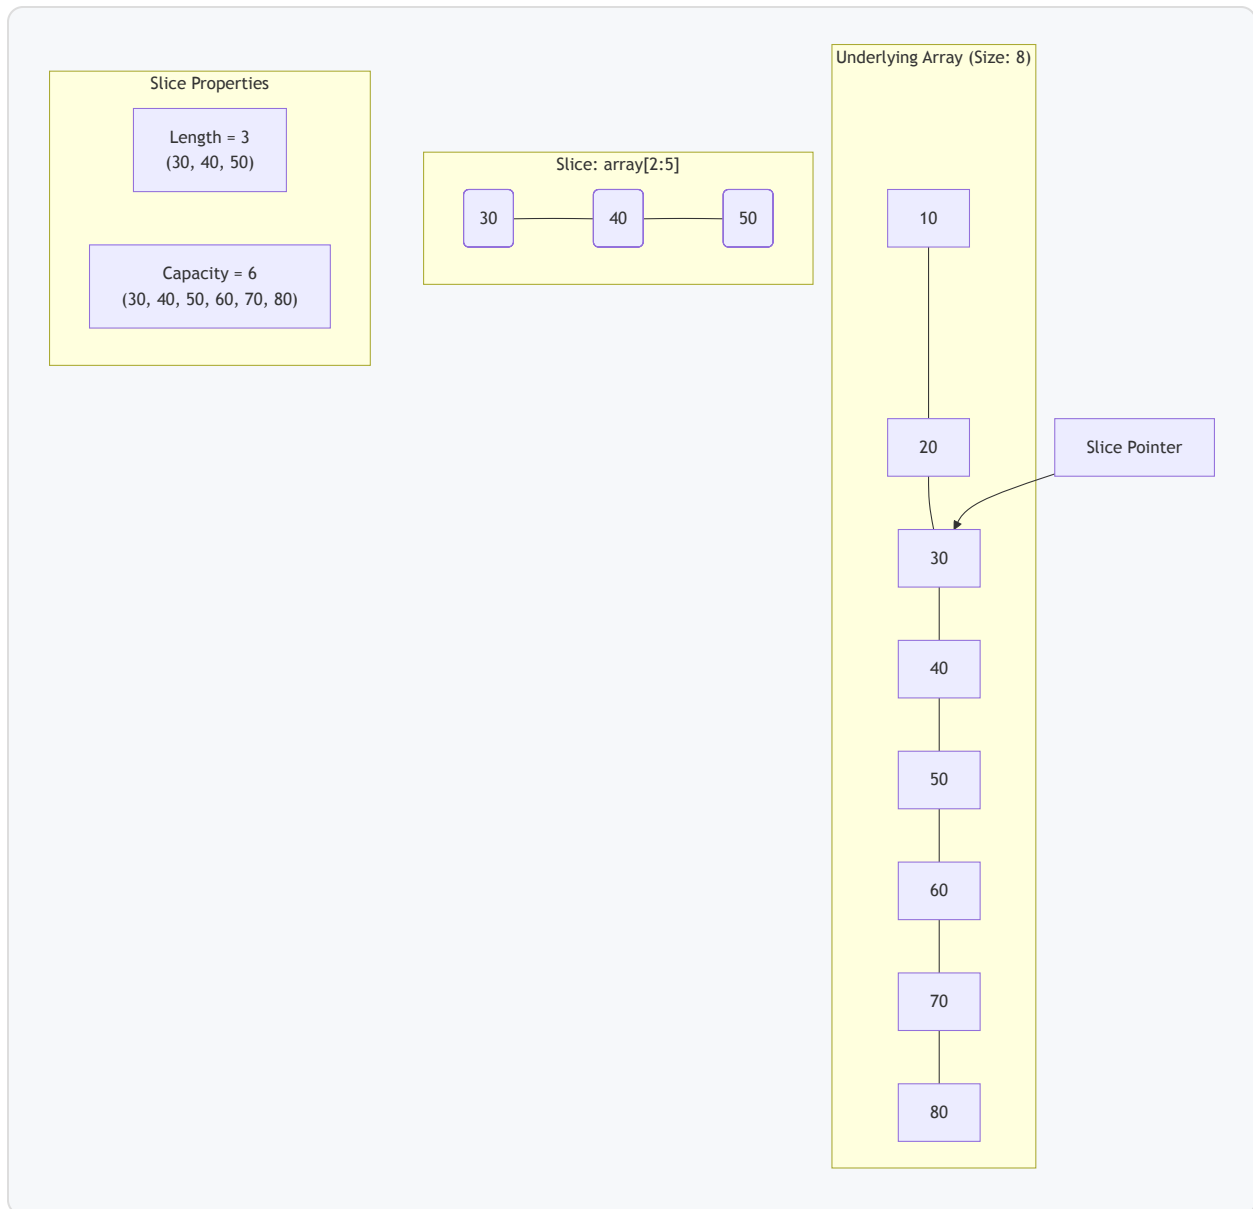 Slice Properties
Length = 3
(30, 40, 50)
Capacity = 6
(30, 40, 50, 60, 70, 80)
Slice: array[2:5]
30
40
50
Underlying Array (Size: 8)
10
20
Slice Pointer
30
40
50
60
70
80